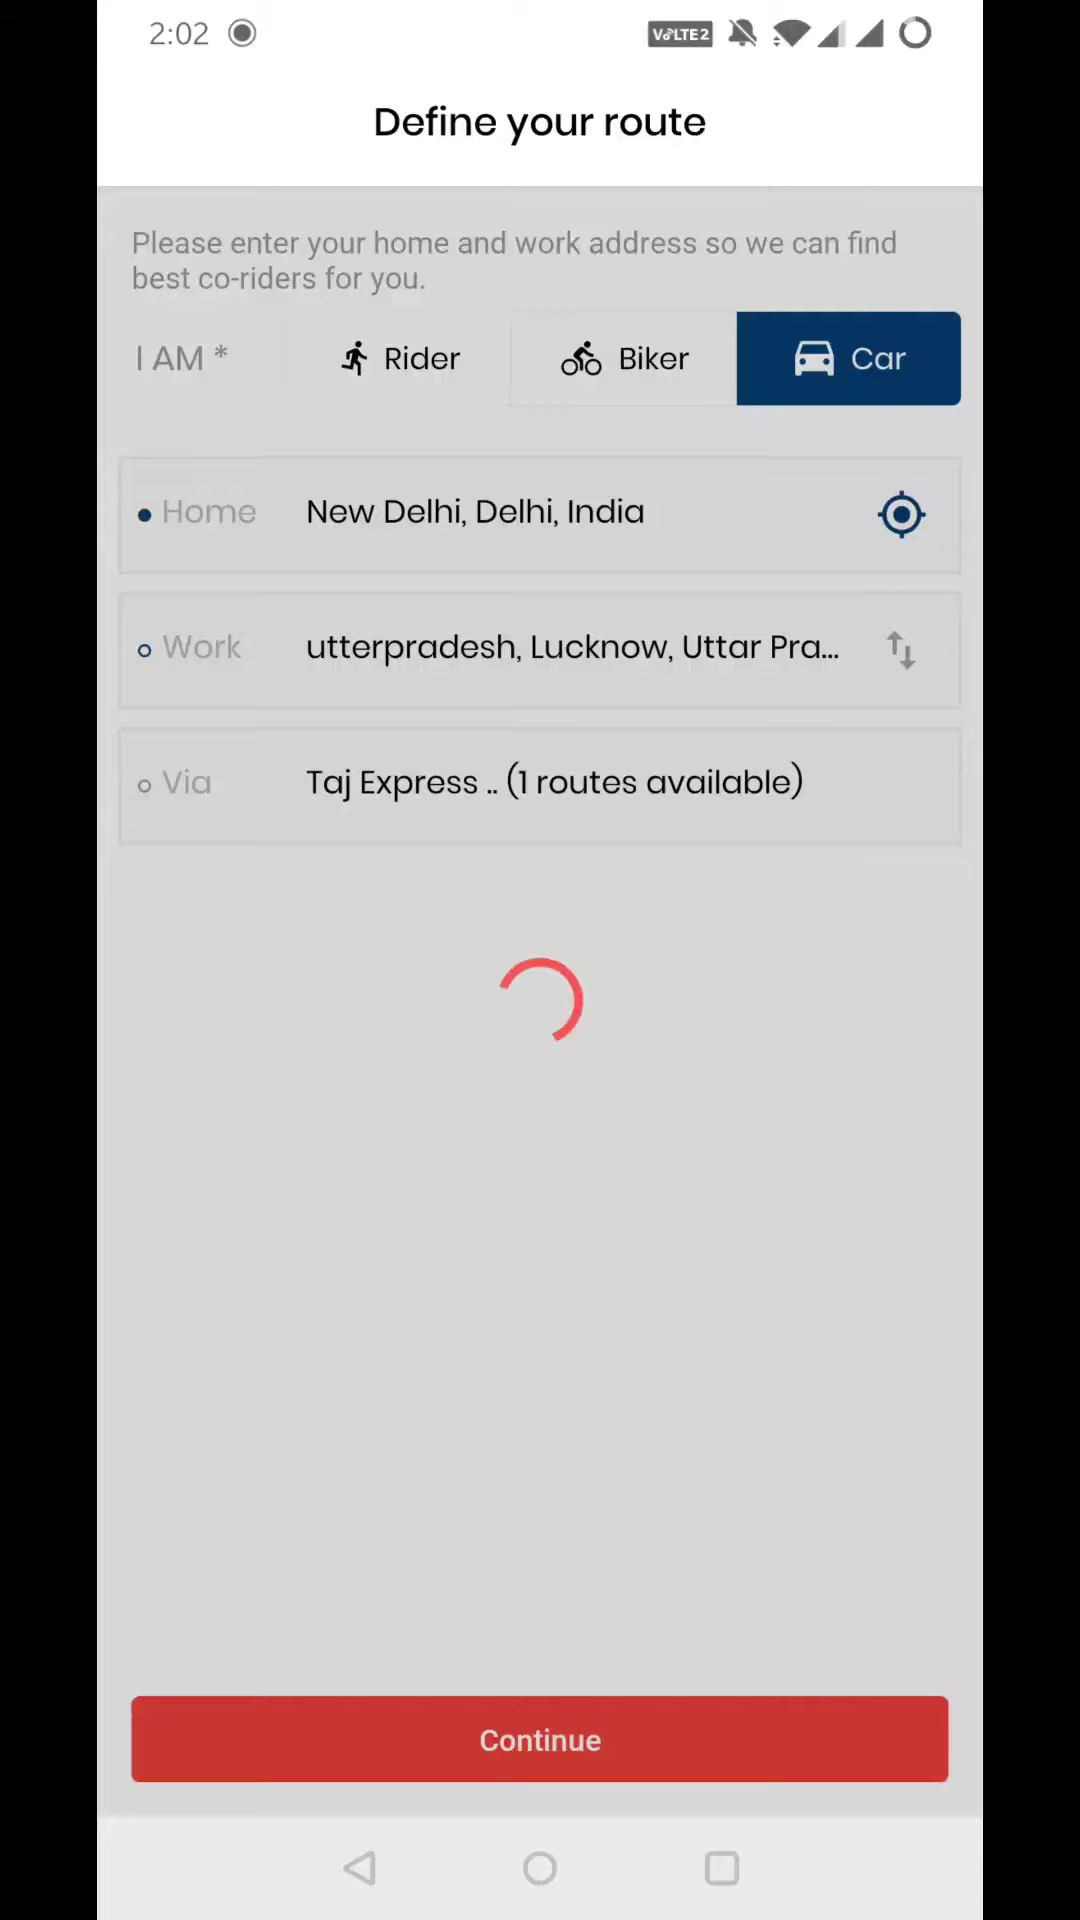 2:02
VoLTE2
Define your route
Please enter your home and work address so we can find
best co-riders for you.
I AM *
Rider
Biker
Car
Home
New Delhi, Delhi, India
Work
utterpradesh, Lucknow, Uttar Pra...
Via
Taj Express .. (1 routes available)
Continue